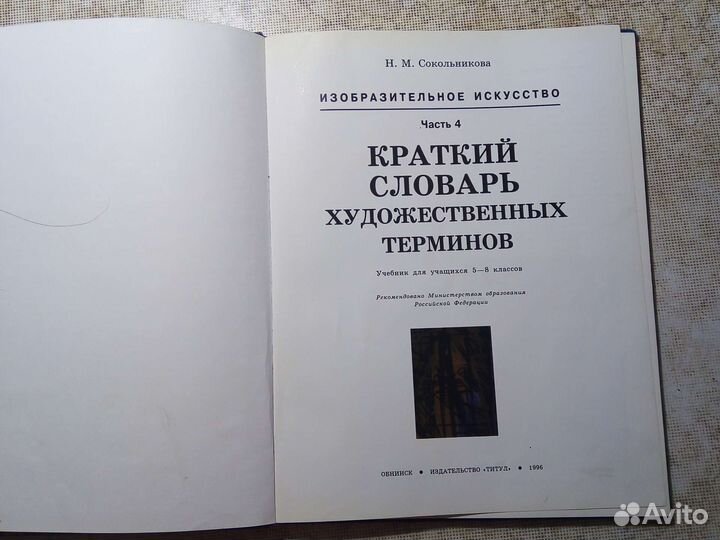 Н. М. Сокольникова
ИЗОБРАЗИТЕЛЬНОЕ ИСКУССТВО
Часть 4
КРАТКИЙ
СЛОВАРЬ
ХУДОЖЕСТВЕННЫХ
ТЕРМИНОВ
Учебник для учащихся 5—8 классов
Рекомендовано Министерством образования
Российской Федерации
ОБНИНСК • ИЗДАТЕЛЬСТВО «ТИТУЛ» • 1996
Avito